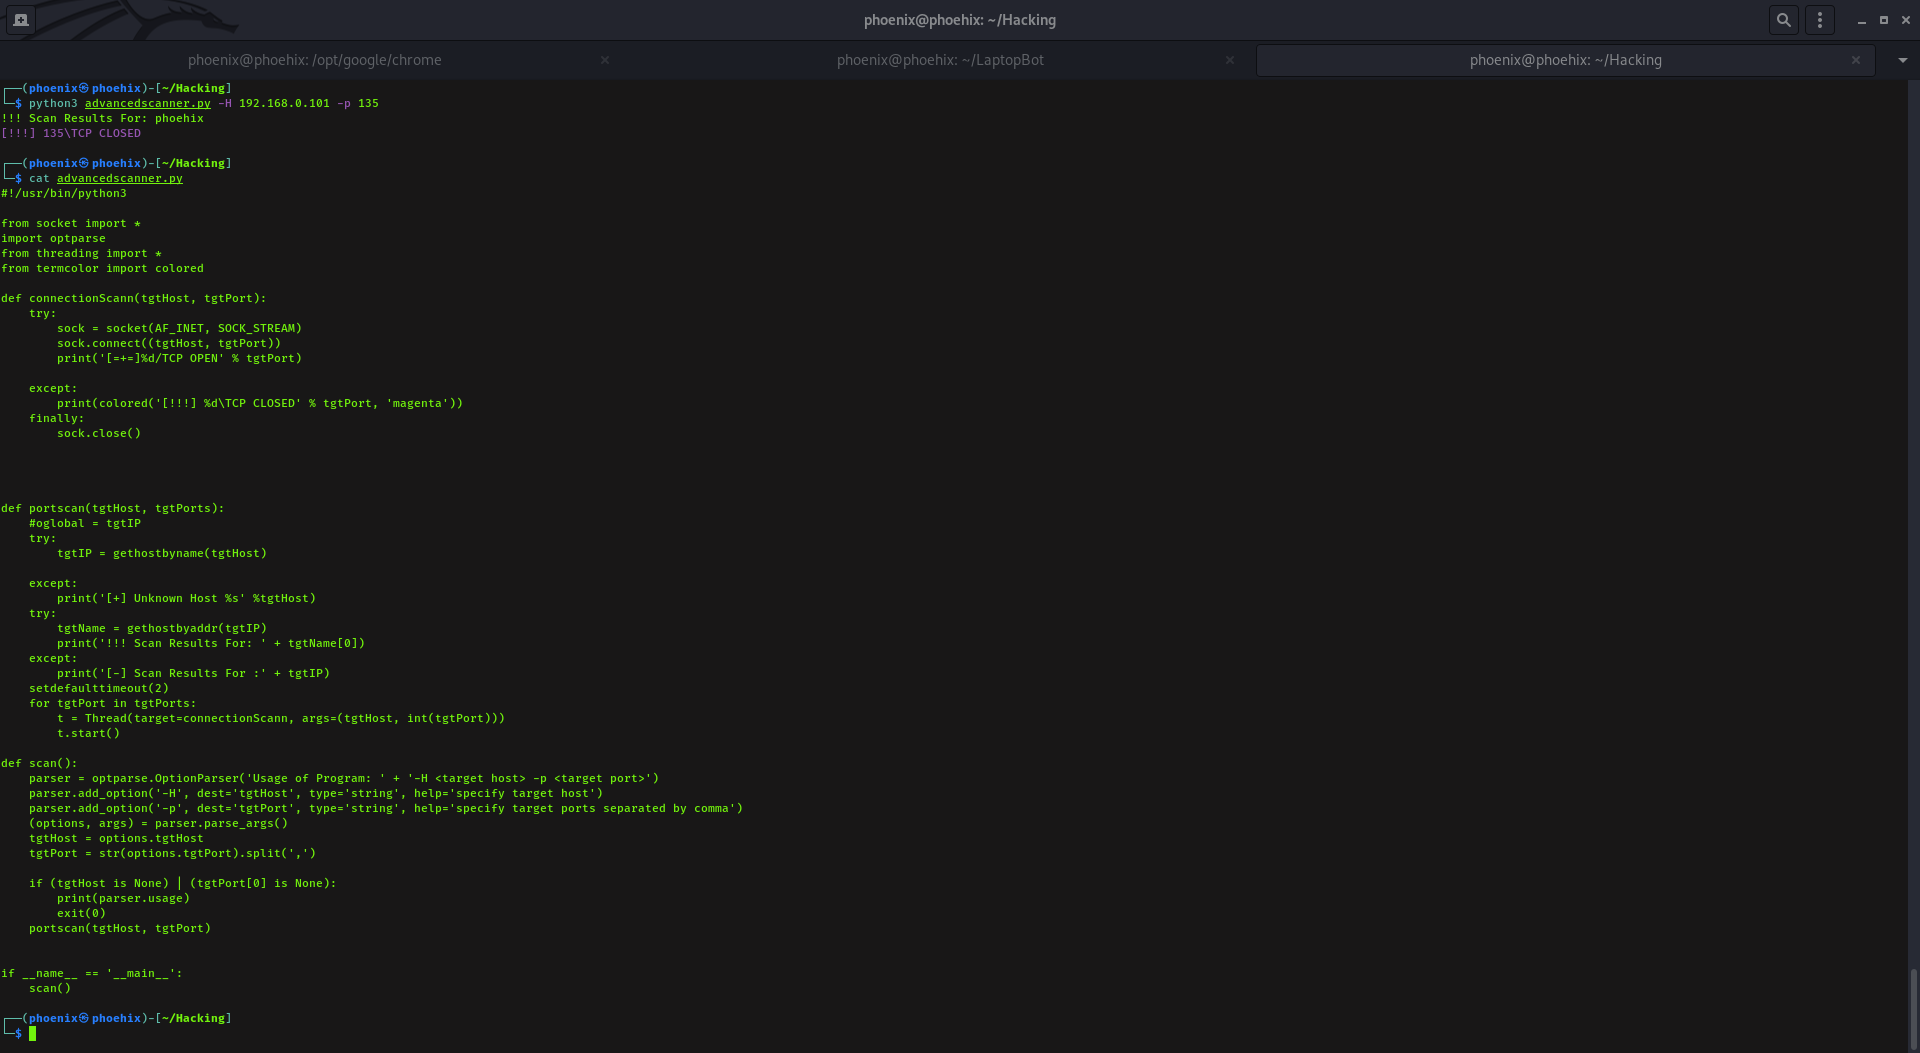 phoenix@phoehix: ~/Hacking
phoenix@phoehix: /opt/google/chrome
phoenix@phoehix: ~/LaptopBot
phoenix@phoehix: ~/Hacking
┌──(phoenix㉿phoehix)-[~/Hacking]
└─$ python3 advancedscanner.py -H 192.168.0.101 -p 135
!!! Scan Results For: phoehix
[!!!] 135\TCP CLOSED
┌──(phoenix㉿phoehix)-[~/Hacking]
└─$ cat advancedscanner.py
#!/usr/bin/python3
from socket import *
import optparse
from threading import *
from termcolor import colored
def connectionScann(tgtHost, tgtPort):
    try:
        sock = socket(AF_INET, SOCK_STREAM)
        sock.connect((tgtHost, tgtPort))
        print('[=+=]%d/TCP OPEN' % tgtPort)
    except:
        print(colored('[!!!] %d\TCP CLOSED' % tgtPort, 'magenta'))
    finally:
        sock.close()
def portscan(tgtHost, tgtPorts):
    #oglobal = tgtIP
    try:
        tgtIP = gethostbyname(tgtHost)
    except:
        print('[+] Unknown Host %s' %tgtHost)
    try:
        tgtName = gethostbyaddr(tgtIP)
        print('!!! Scan Results For: ' + tgtName[0])
    except:
        print('[-] Scan Results For :' + tgtIP)
    setdefaulttimeout(2)
    for tgtPort in tgtPorts:
        t = Thread(target=connectionScann, args=(tgtHost, int(tgtPort)))
        t.start()
def scan():
    parser = optparse.OptionParser('Usage of Program: ' + '-H <target host> -p <target port>')
    parser.add_option('-H', dest='tgtHost', type='string', help='specify target host')
    parser.add_option('-p', dest='tgtPort', type='string', help='specify target ports separated by comma')
    (options, args) = parser.parse_args()
    tgtHost = options.tgtHost
    tgtPort = str(options.tgtPort).split(',')
    if (tgtHost is None) | (tgtPort[0] is None):
        print(parser.usage)
        exit(0)
    portscan(tgtHost, tgtPort)
if __name__ == '__main__':
    scan()
┌──(phoenix㉿phoehix)-[~/Hacking]
└─$